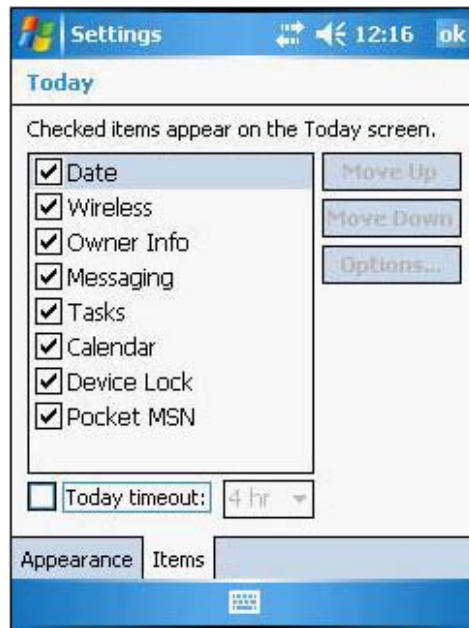 Settings 12:16 ok
Today
Checked items appear on the Today screen.
Date
Wireless
Owner Info
Messaging
Tasks
Calendar
Device Lock
Pocket MSN
Move Up
Move Down
Options...
Today timeout: 4 hr
Appearance Items